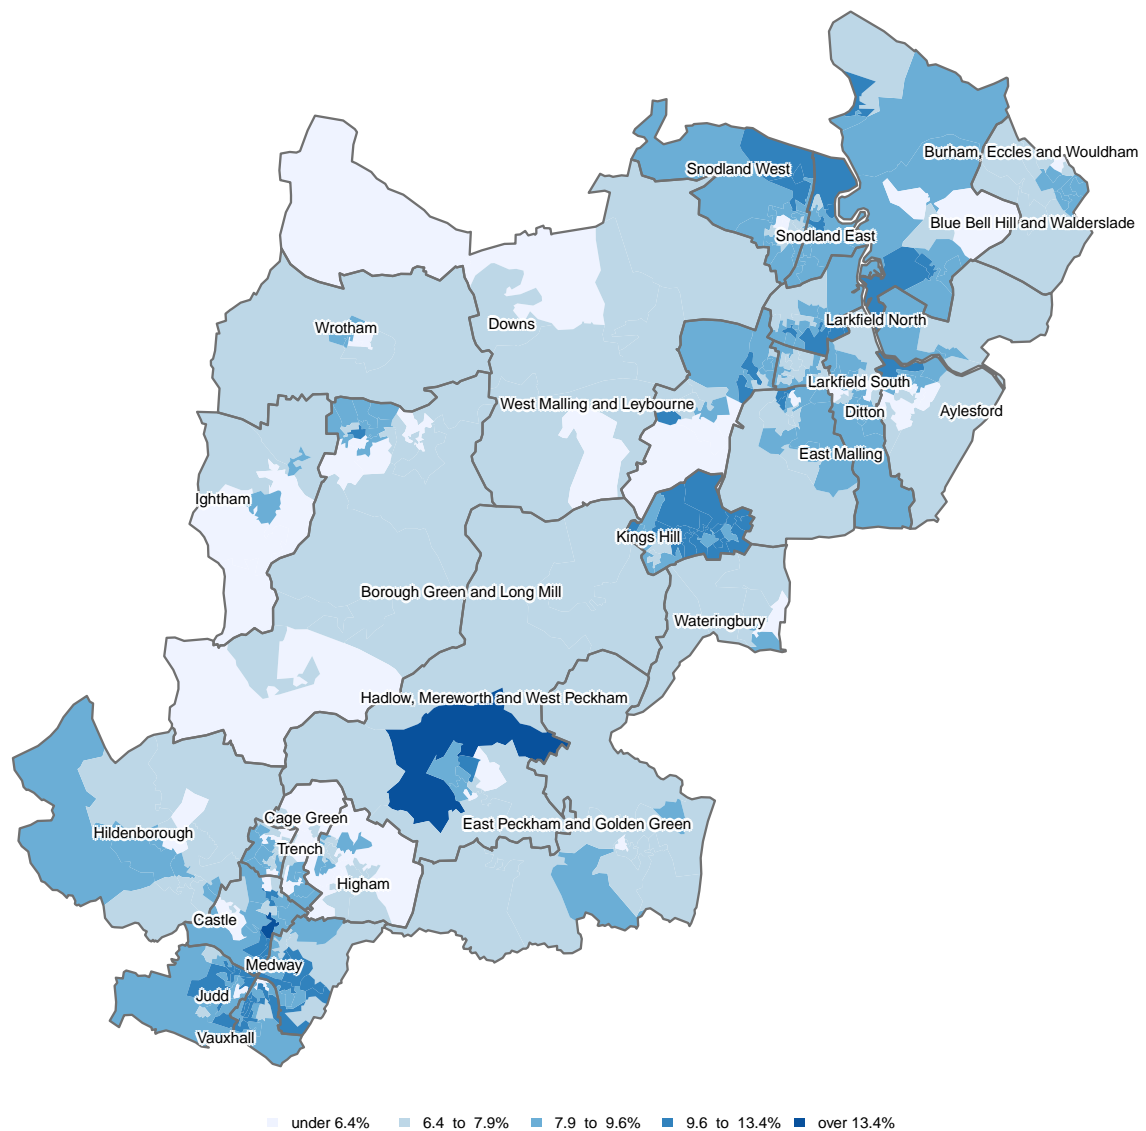 Burham, Eccles and Wouldham
Snodland West
Blue Bell Hill and Walderslade
Snodland East
Larkfield North
Downs
Wrotham
Larkfield South
West Malling and Leybourne
Ditton
Aylesford
East Malling
Ightham
Kings Hill
Borough Green and Long Mill
Wateringbury
Hadlow, Mereworth and West Peckham
Cage Green
East Peckham and Golden Green
Hildenborough
Trench
Higham
Castle
Medway
Judd
Vauxhall
under 6.4% 6.4 to 7.9% 7.9 to 9.6% 9.6 to 13.4% over 13.4%